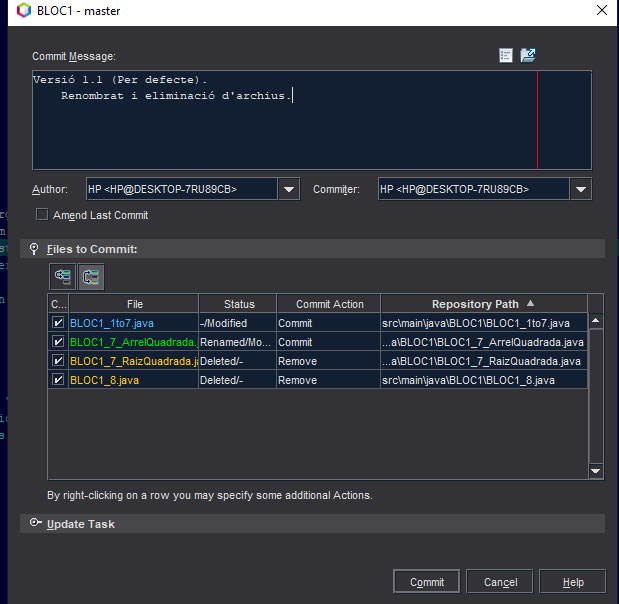 BLOC1 - master
Commit Message:
Versió 1.1 (Per defecte).
Renombrat i eliminació d'archius.
Author: HP <HP@DESKTOP-7RU89CB> Commiter: HP <HP@DESKTOP-7RU89CB>
Amend Last Commit
Files to Commit:
C... File Status Commit Action Repository Path
BLOC1_1to7.java -/Modified Commit src\main\java\BLOC1\BLOC1_1to7.java
BLOC1_7_ArrelQuadrada. Renamed/Mo... Commit ...a\BLOC1\BLOC1_7_ArrelQuadrada.java
BLOC1_7_RaizQuadrada.j Deleted/- Remove ...a\BLOC1\BLOC1_7_RaizQuadrada.java
BLOC1_8.java Deleted/- Remove src\main\java\BLOC1\BLOC1_8.java
By right-clicking on a row you may specify some additional Actions.
Update Task
Commit Cancel Help